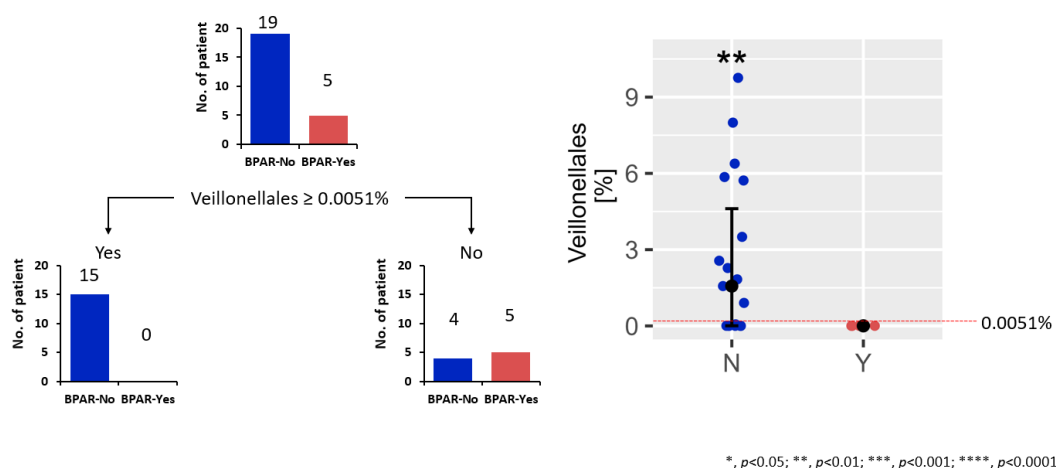 No. of patient
20
15
10
5
0
19
5
BPAR-No BPAR-Yes
Veillonellales ≥ 0.0051%
Yes
No. of patient
20
15
10
5
0
15
0
BPAR-No BPAR-Yes
No
No. of patient
20
15
10
5
0
4
5
BPAR-No BPAR-Yes
Veillonellales
[%]
9
6
3
0
**
0.0051%
N Y
*, p<0.05; **, p<0.01; ***, p<0.001; ****, p<0.0001